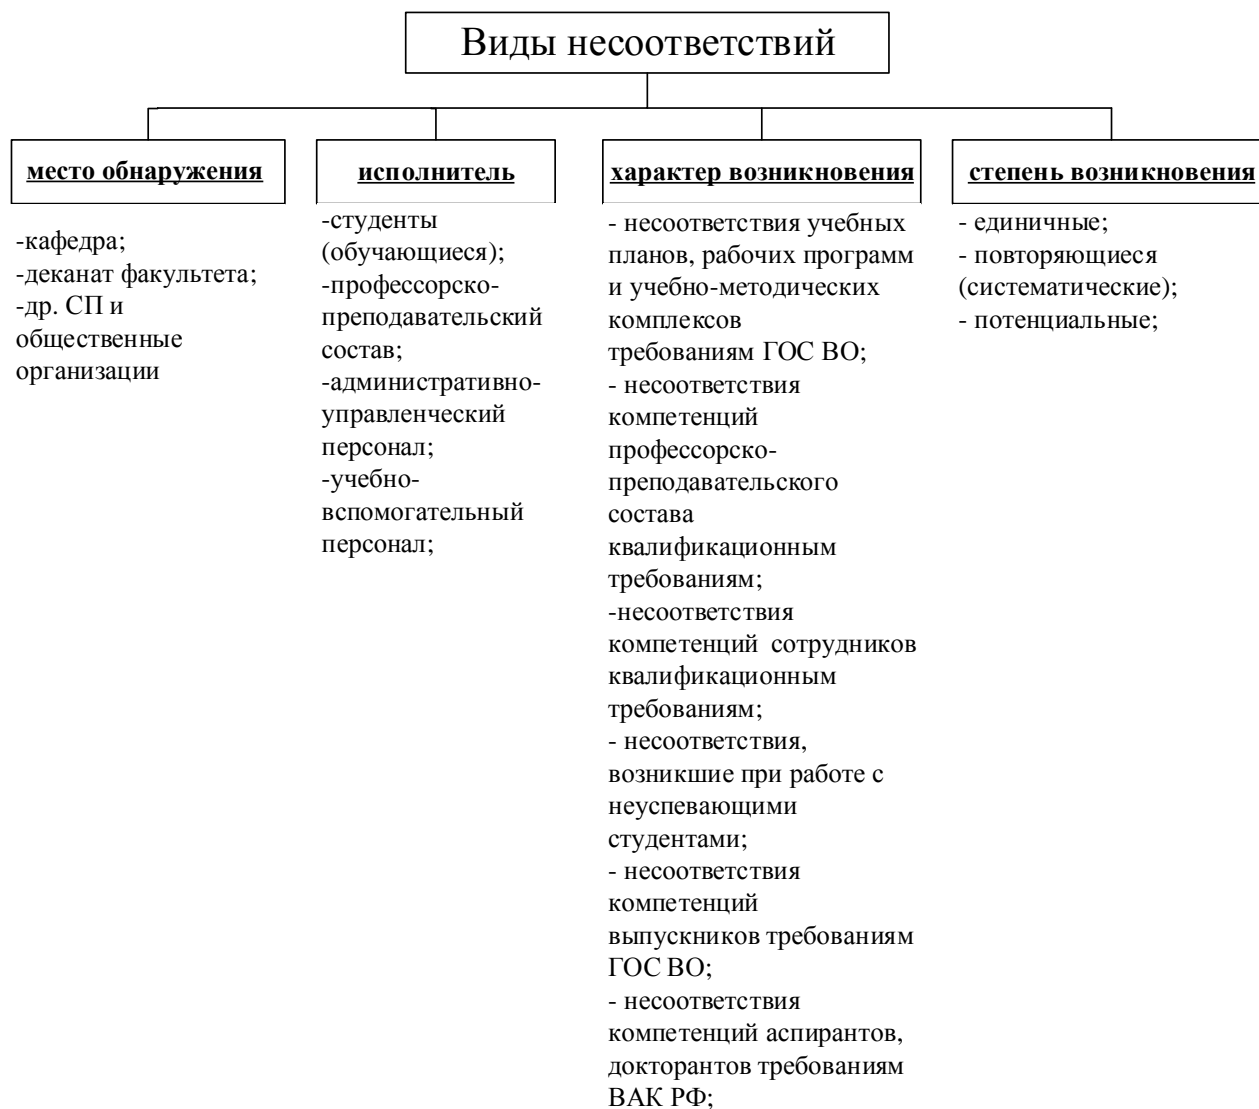 Виды несоответствий
место обнаружения
-кафедра;
-деканат факультета;
-др. СП и
общественные
организации
исполнитель
-студенты
(обучающиеся);
-профессорско-
преподавательский
состав;
-административно-
управленческий
персонал;
-учебно-
вспомогательный
персонал;
характер возникновения
- несоответствия учебных
планов, рабочих программ
и учебно-методических
комплексов
требованиям ГОС ВО;
- несоответствия
компетенций
профессорско-
преподавательского
состава
квалификационным
требованиям;
-несоответствия
компетенций сотрудников
квалификационным
требованиям;
- несоответствия,
возникшие при работе с
неуспевающими
студентами;
- несоответствия
компетенций
выпускников требованиям
ГОС ВО;
- несоответствия
компетенций аспирантов,
докторантов требованиям
ВАК РФ;
степень возникновения
- единичные;
- повторяющиеся
(систематические);
- потенциальные;